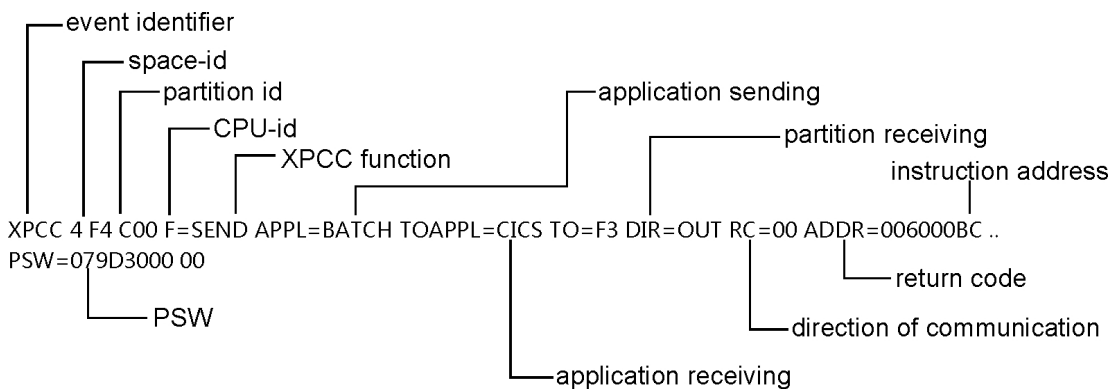 event identifier
space-id
partition id
application sending
CPU-id
partition receiving
XPCC function
instruction address
XPCC 4 F4 C00 F=SEND APPL=BATCH TOAPPL=CICS TO=F3 DIR=OUT RC=00 ADDR=006000BC ..
PSW=079D3000 00
return code
PSW
direction of communication
application receiving